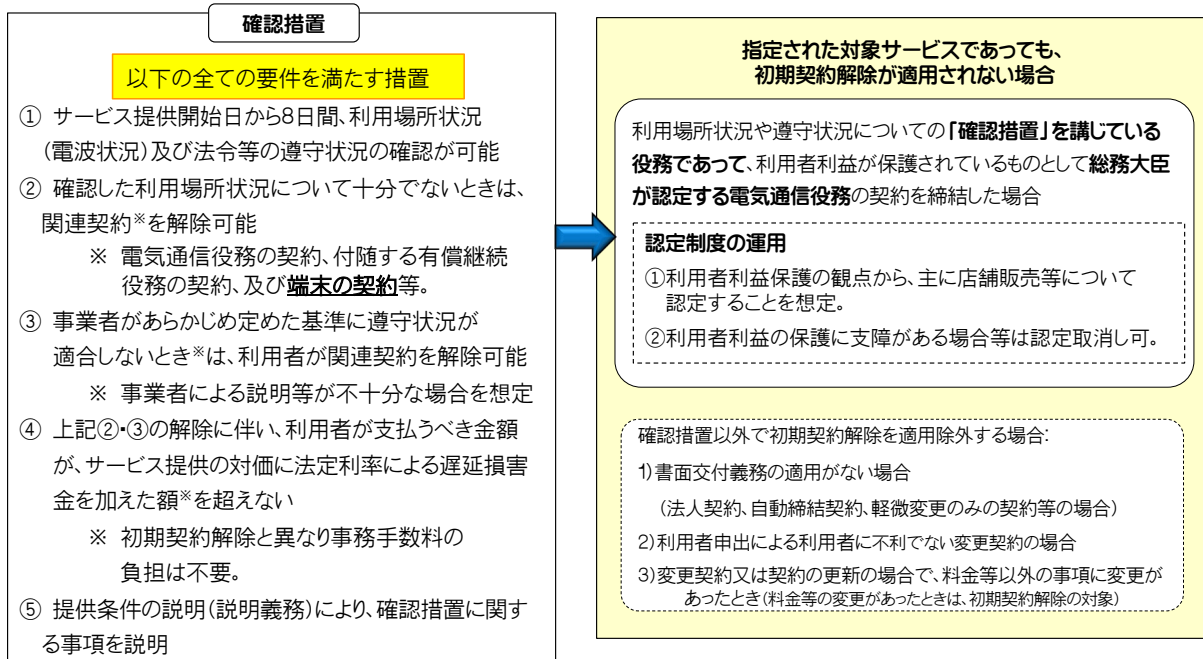 確認措置
以下の全ての要件を満たす措置
① サービス提供開始日から8日間、利用場所状況
(電波状況)及び法令等の遵守状況の確認が可能
② 確認した利用場所状況について十分でないときは、
関連契約※を解除可能
※ 電気通信役務の契約、付随する有償継続
役務の契約、及び端末の契約等。
③ 事業者があらかじめ定めた基準に遵守状況が
適合しないとき※は、利用者が関連契約を解除可能
※ 事業者による説明等が不十分な場合を想定
④ 上記②・③の解除に伴い、利用者が支払うべき金額
が、サービス提供の対価に法定利率による遅延損害
金を加えた額※を超えない
※ 初期契約解除と異なり事務手数料の
負担は不要。
⑤ 提供条件の説明(説明義務)により、確認措置に関す
る事項を説明
指定された対象サービスであっても、
初期契約解除が適用されない場合
利用場所状況や遵守状況についての「確認措置」を講じている
役務であって、利用者利益が保護されているものとして総務大臣
が認定する電気通信役務の契約を締結した場合
認定制度の運用
①利用者利益保護の観点から、主に店舗販売等について
認定することを想定。
②利用者利益の保護に支障がある場合等は認定取消し可。
確認措置以外で初期契約解除を適用除外する場合:
1)書面交付義務の適用がない場合
(法人契約、自動締結契約、軽微変更のみの契約等の場合)
2)利用者申出による利用者に不利でない変更契約の場合
3)変更契約又は契約の更新の場合で、料金等以外の事項に変更が
あったとき(料金等の変更があったときは、初期契約解除の対象)